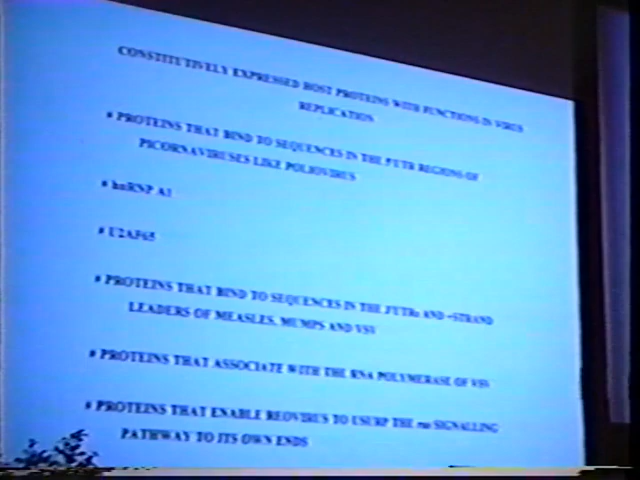 CONSTITUTIVELY EXPRESSED HOST PROTEINS WITH FUNCTIONS IN VIRUS
REPLICATION
# PROTEINS THAT BIND TO SEQUENCES IN THE 5'UTR REGIONS OF
PICORNAVIRUSES LIKE POLIOVIRUS
# hnRNP A1
# U2AF65
# PROTEINS THAT BIND TO SEQUENCES IN THE 3'UTRs AND -STRAND
LEADERS OF MEASLES, MUMPS AND VSV
# PROTEINS THAT ASSOCIATE WITH THE RNA POLYMERASE OF VSV
# PROTEINS THAT ENABLE REOVIRUS TO USURP THE ras SIGNALLING
PATHWAY TO ITS OWN ENDS